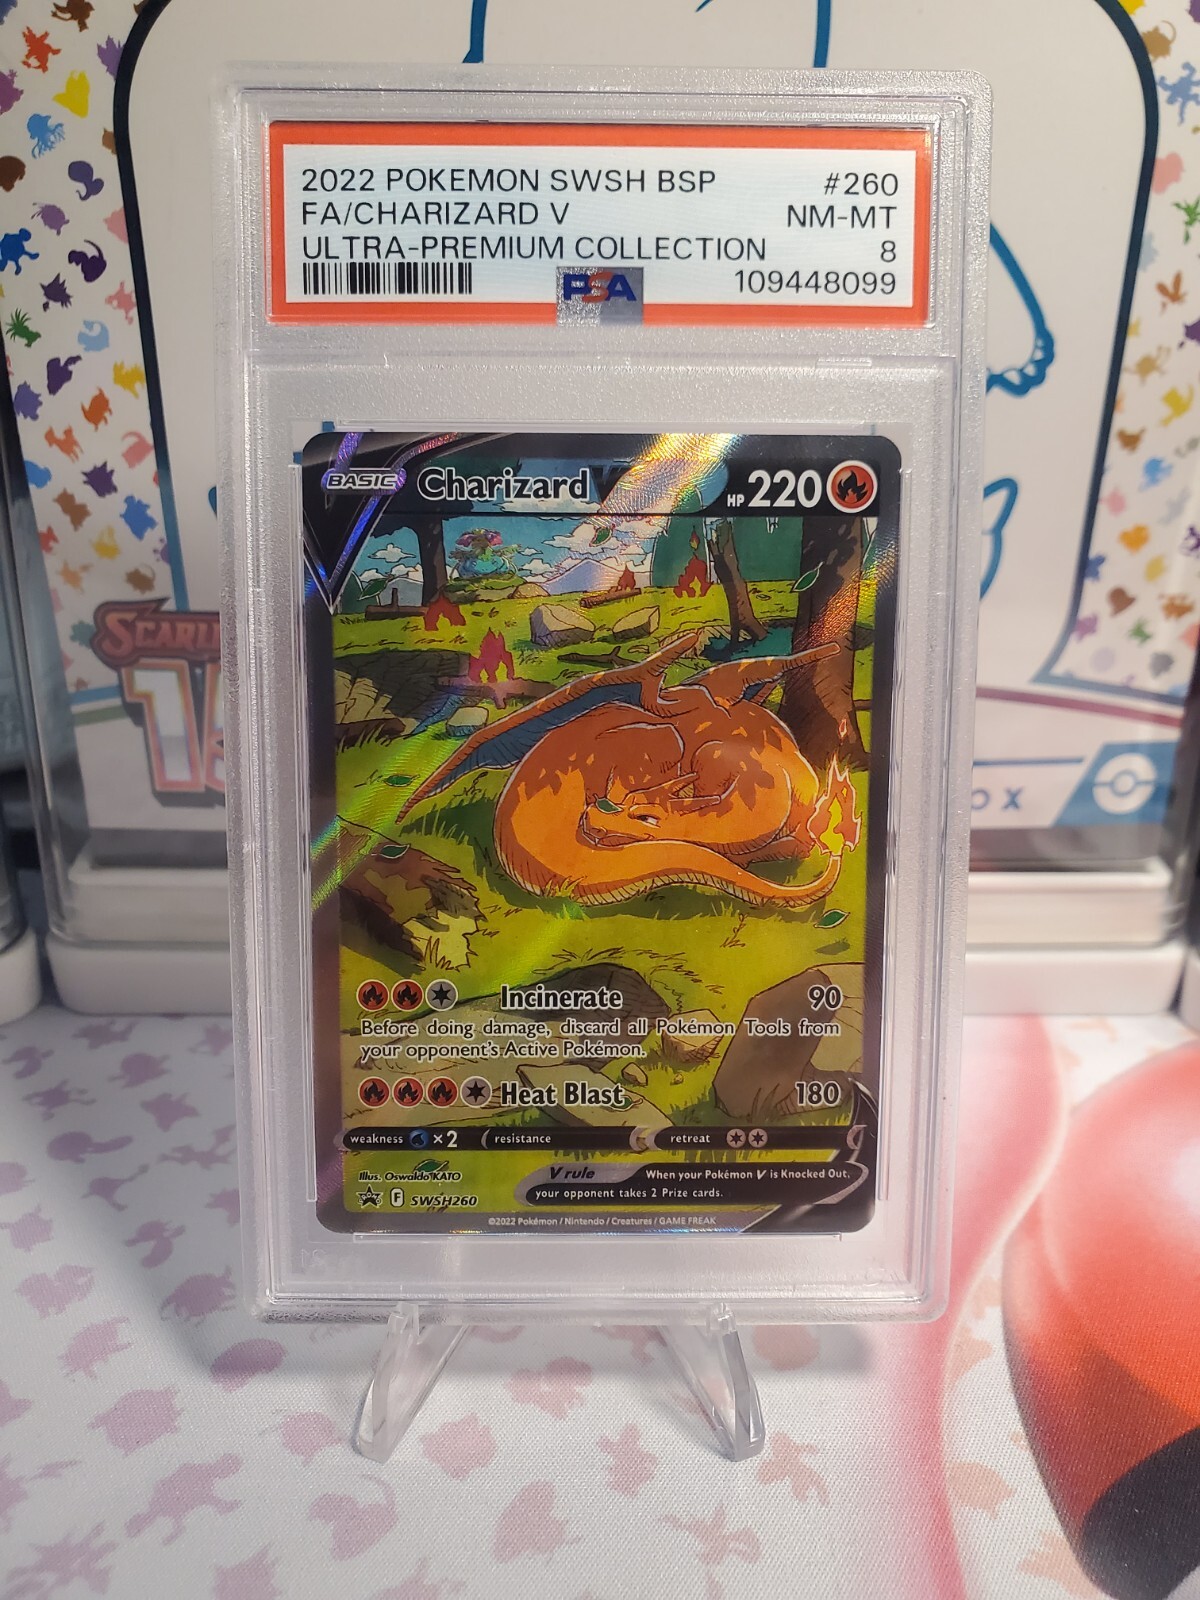 2022 POKEMON SWSH BSP #260
FA/CHARIZARD V NM-MT
ULTRA-PREMIUM COLLECTION 8
PSA 109448099
BASIC Charizard V HP 220
SCARL
15
OX
Incinerate 90
Before doing damage, discard all Pokémon Tools from
your opponent's Active Pokémon.
Heat Blast 180
weakness ×2 resistance retreat
Illus. Oswaldo KATO
V rule When your Pokémon V is Knocked Out,
your opponent takes 2 Prize cards.
F SWSH260
©2022 Pokémon / Nintendo / Creatures / GAME FREAK